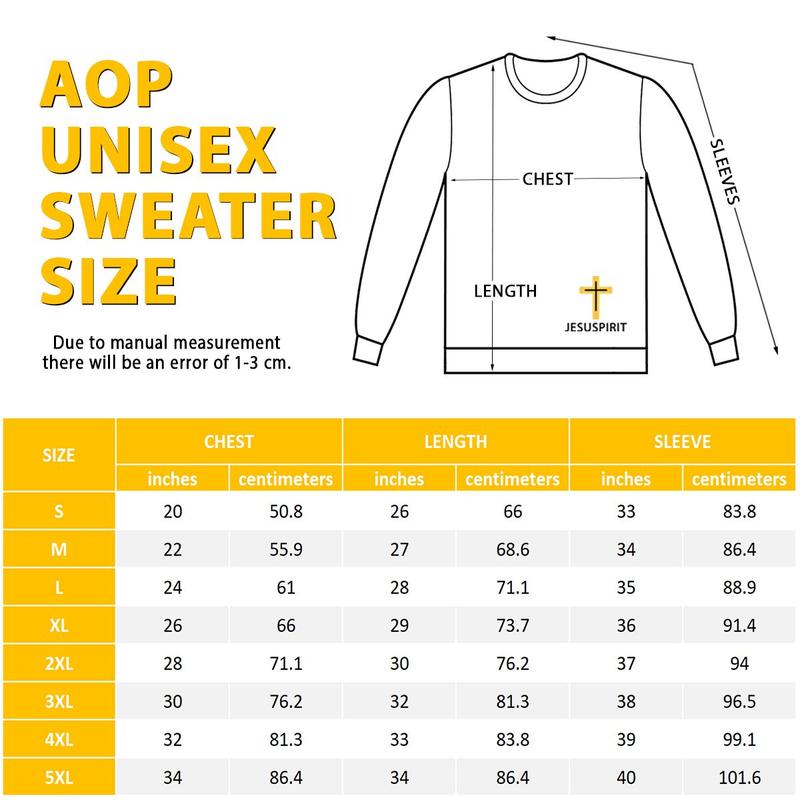 AOP
UNISEX
SWEATER
SIZE
Due to manual measurement
there will be an error of 1-3 cm.
CHEST
SLEEVES
LENGTH
JESUSPIRIT
SIZE CHEST LENGTH SLEEVE
inches centimeters inches centimeters inches centimeters
S 20 50.8 26 66 33 83.8
M 22 55.9 27 68.6 34 86.4
L 24 61 28 71.1 35 88.9
XL 26 66 29 73.7 36 91.4
2XL 28 71.1 30 76.2 37 94
3XL 30 76.2 32 81.3 38 96.5
4XL 32 81.3 33 83.8 39 99.1
5XL 34 86.4 34 86.4 40 101.6